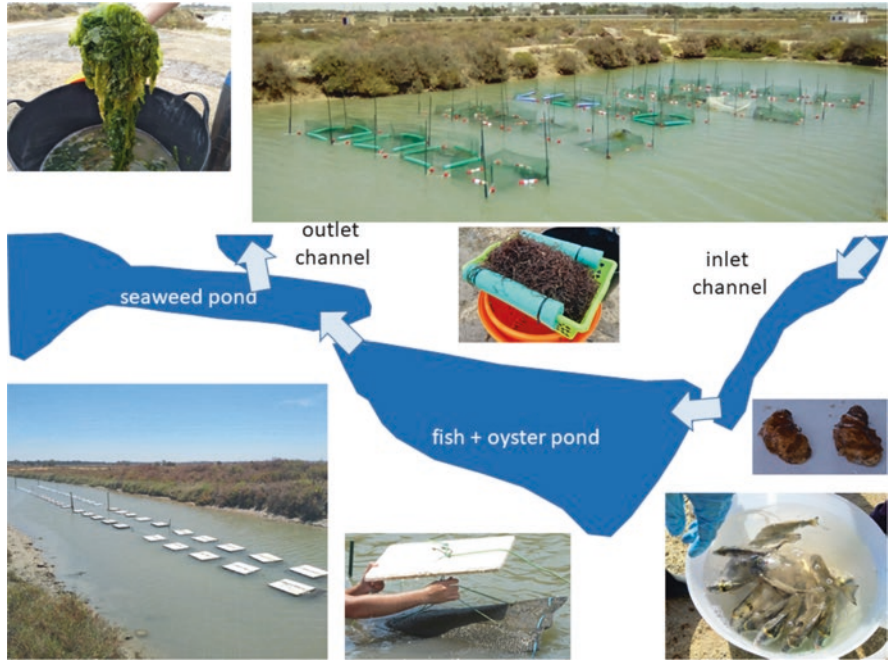 outlet
channel
inlet
channel
seaweed pond
fish + oyster pond